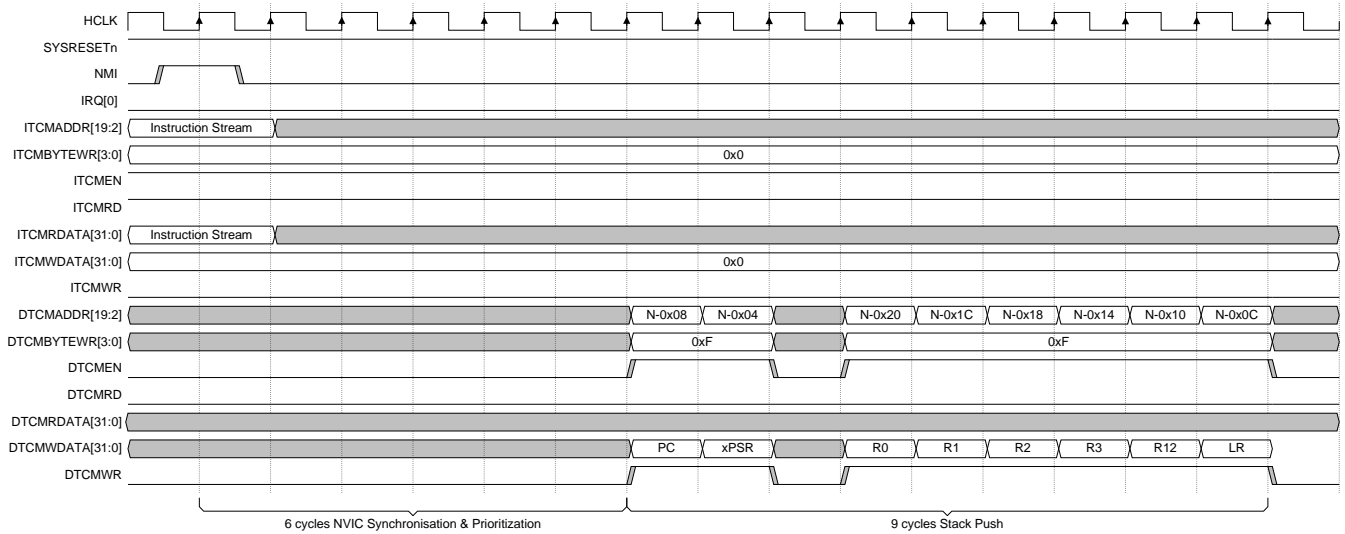 HCLK
SYSRESETn
NMI
IRQ[0]
ITCMADDR[19:2] Instruction Stream
ITCMBYTEWR[3:0] 0x0
ITCMEN
ITCMRD
ITCMRDATA[31:0] Instruction Stream
ITCMWDATA[31:0] 0x0
ITCMWR
DTCMADDR[19:2] N-0x08 N-0x04 N-0x20 N-0x1C N-0x18 N-0x14 N-0x10 N-0x0C
DTCMBYTEWR[3:0] 0xF 0xF
DTCMEN
DTCMRD
DTCMRDATA[31:0]
DTCMWDATA[31:0] PC xPSR R0 R1 R2 R3 R12 LR
DTCMWR
6 cycles NVIC Synchronisation & Prioritization 9 cycles Stack Push